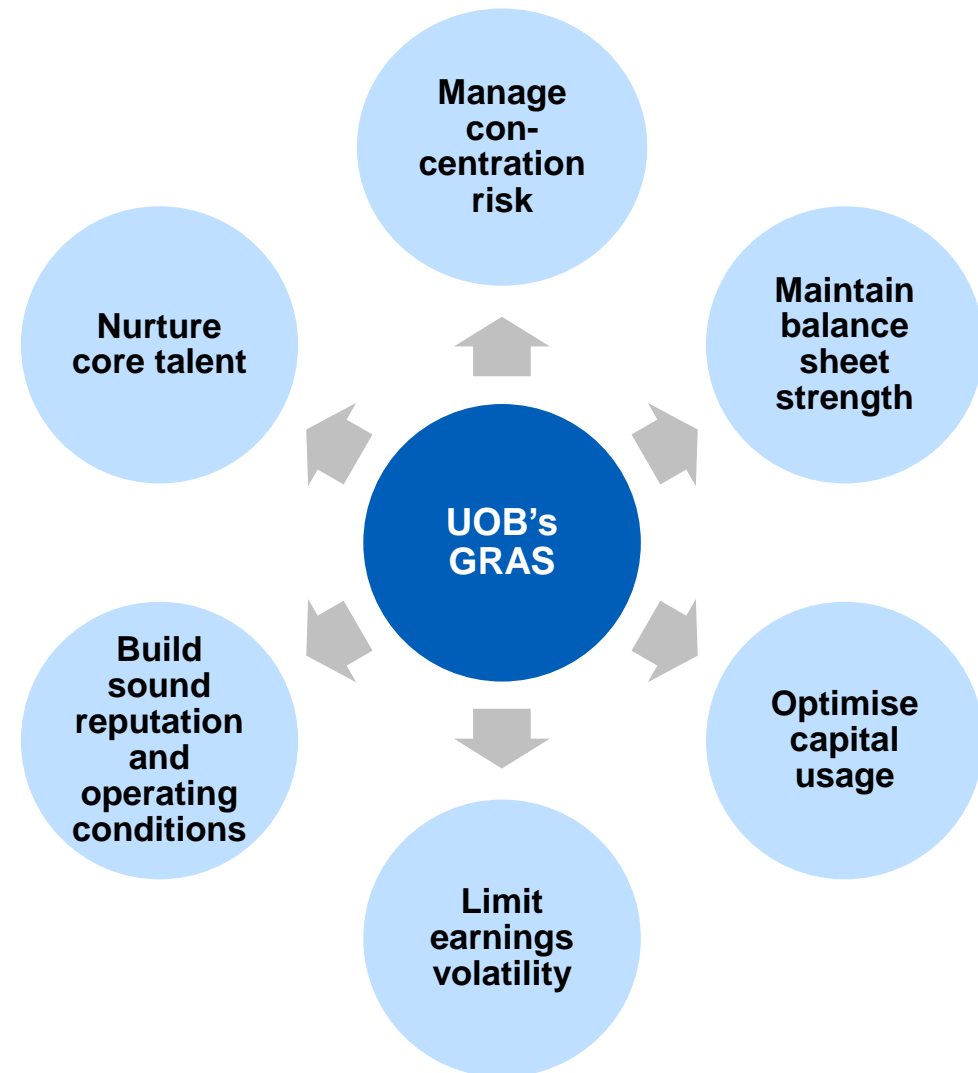 Manage
con-
centration
risk
Maintain
balance
sheet
strength
Nurture
core talent
UOB’s
GRAS
Build
sound
reputation
and
operating
conditions
Optimise
capital
usage
Limit
earnings
volatility